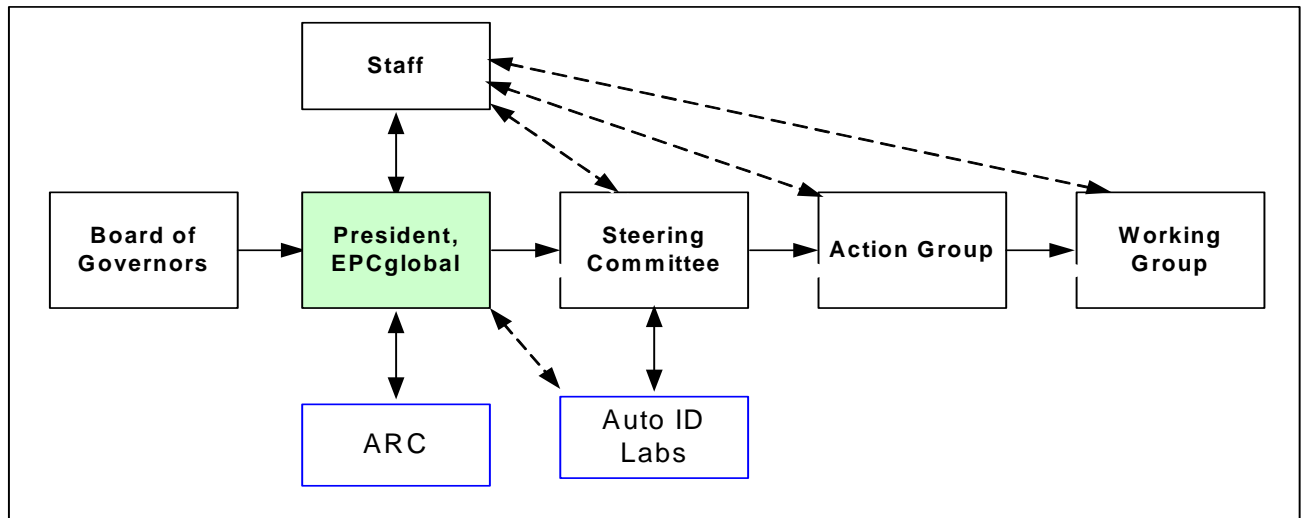 Staff
Board of
Governors
President,
EPCglobal
Steering
Committee
Action Group
Working
Group
ARC
Auto ID
Labs